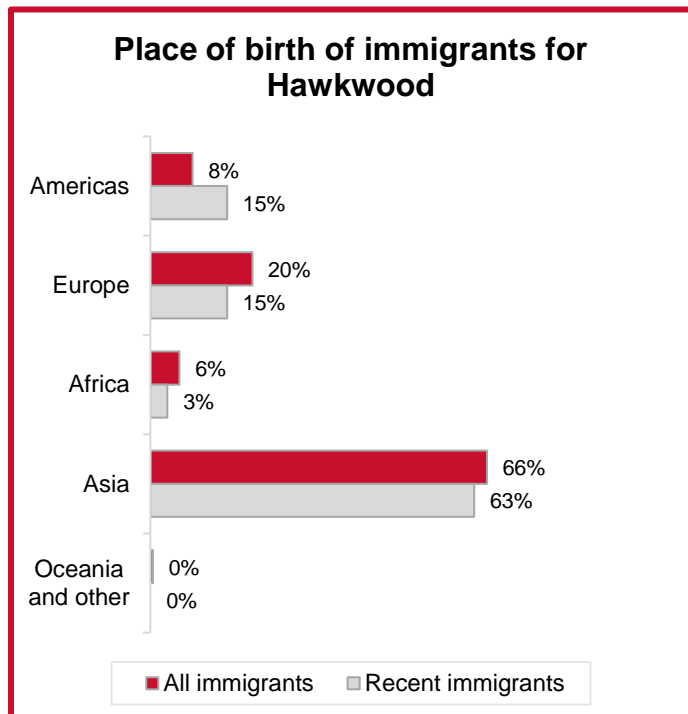 Place of birth of immigrants for
Hawkwood
Americas
8%
15%
Europe
20%
15%
Africa
6%
3%
Asia
66%
63%
Oceania
and other
0%
0%
All immigrants
Recent immigrants